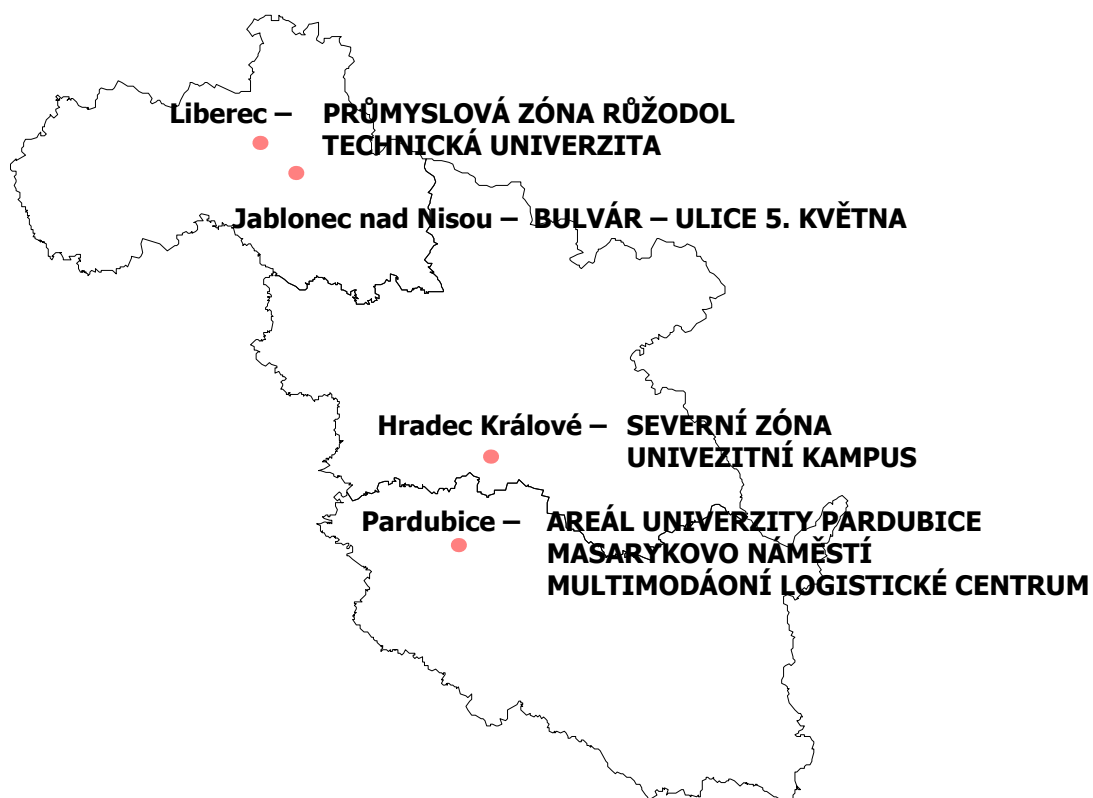 Liberec – PRŮMYSLOVÁ ZÓNA RŮŽODOL
TECHNICKÁ UNIVERZITA
Jablonec nad Nisou – BULVÁR – ULICE 5. KVĚTNA
Hradec Králové – SEVERNÍ ZÓNA
UNIVEZITNÍ KAMPUS
Pardubice – AREÁL UNIVERZITY PARDUBICE
MASARYKOVO NÁMĚSTÍ
MULTIMODÁONÍ LOGISTICKÉ CENTRUM